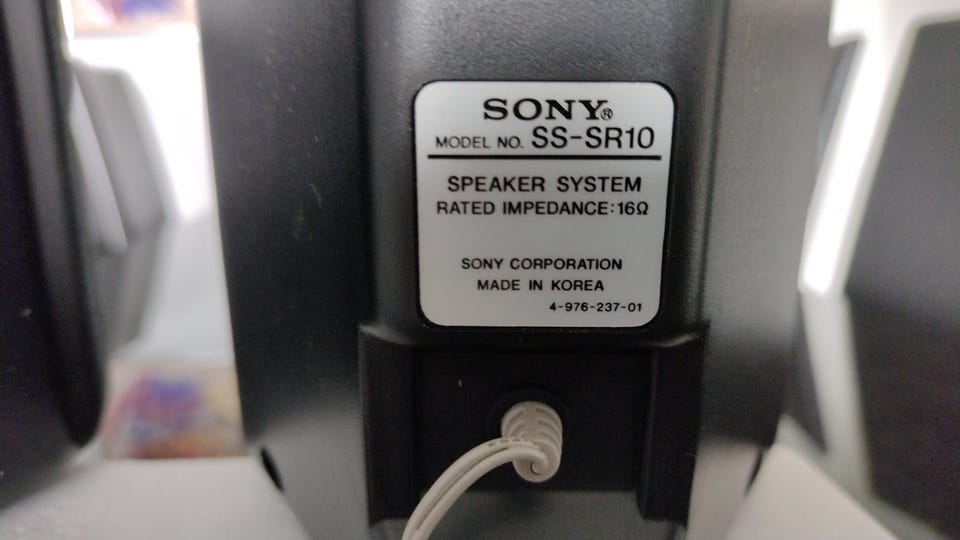 SONY®
MODEL NO. SS-SR10
SPEAKER SYSTEM
RATED IMPEDANCE:16Ω
SONY CORPORATION
MADE IN KOREA
4-976-237-01